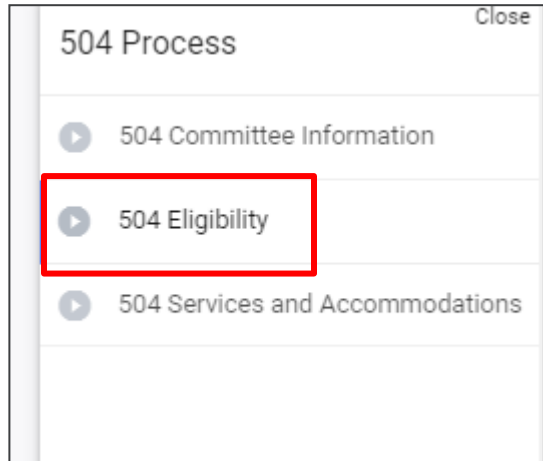 Close
504 Process
504 Committee Information
504 Eligibility
504 Services and Accommodations